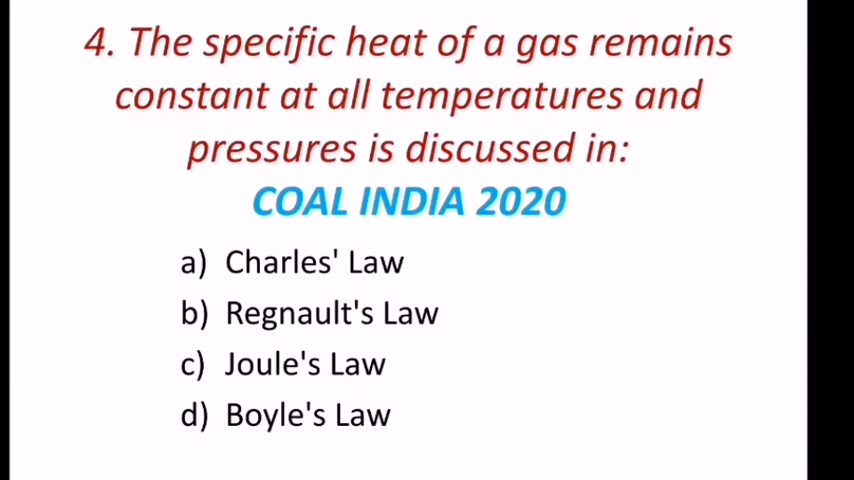 4. The specific heat of a gas remains
constant at all temperatures and
pressures is discussed in:
COAL INDIA 2020
a) Charles' Law
b) Regnault's Law
c) Joule's Law
d) Boyle's Law